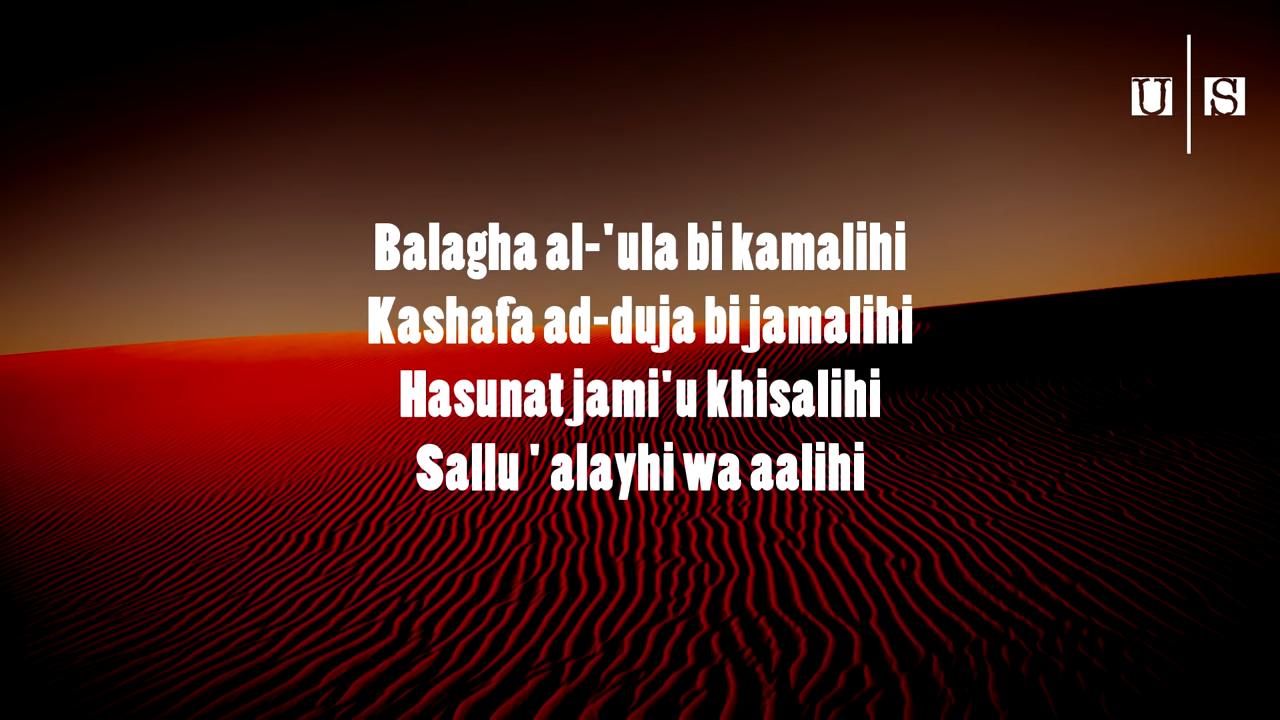 U | S
Balagha al-'ula bi kamalihi
Kashafa ad-duja bi jamalihi
Hasunat jami'u khisalihi
Sallu ' alayhi wa aalihi